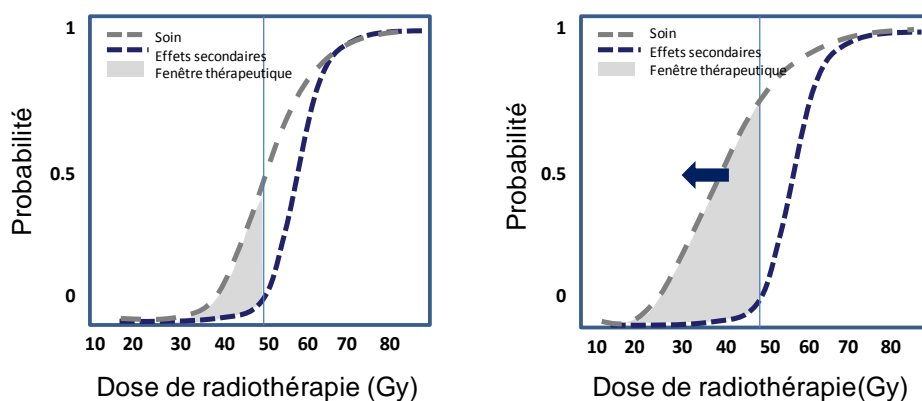 1
Soin
Effets secondaires
Fenêtre thérapeutique
Probabilité
0.5
0
10 20 30 40 50 60 70 80
Dose de radiothérapie (Gy)
1
Soin
Effets secondaires
Fenêtre thérapeutique
Probabilité
0.5
0
10 20 30 40 50 60 70 80
Dose de radiothérapie(Gy)